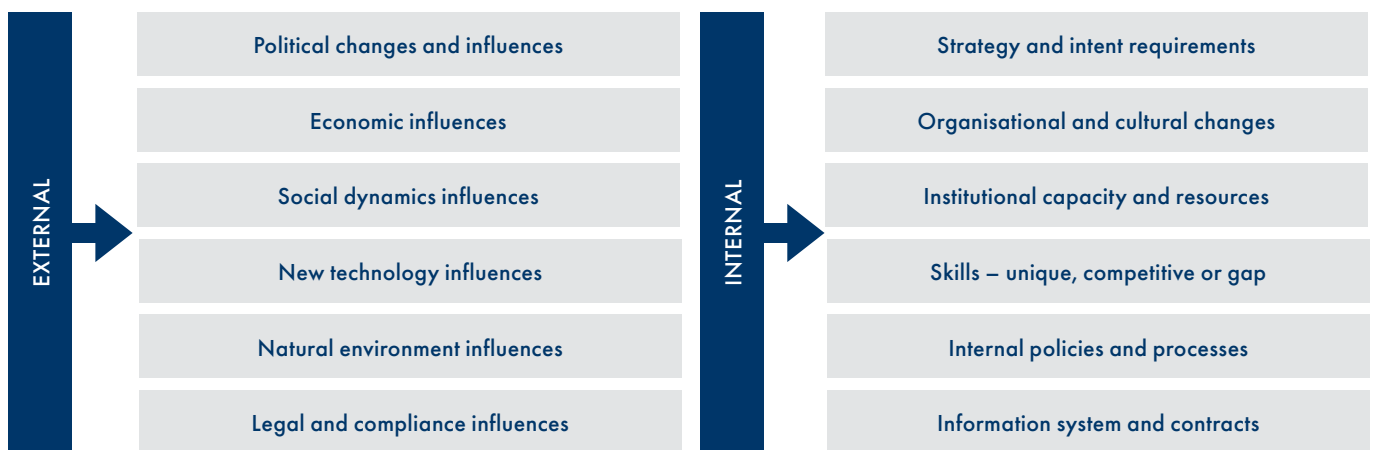 EXTERNAL
Political changes and influences
Economic influences
Social dynamics influences
New technology influences
Natural environment influences
Legal and compliance influences
INTERNAL
Strategy and intent requirements
Organisational and cultural changes
Institutional capacity and resources
Skills – unique, competitive or gap
Internal policies and processes
Information system and contracts